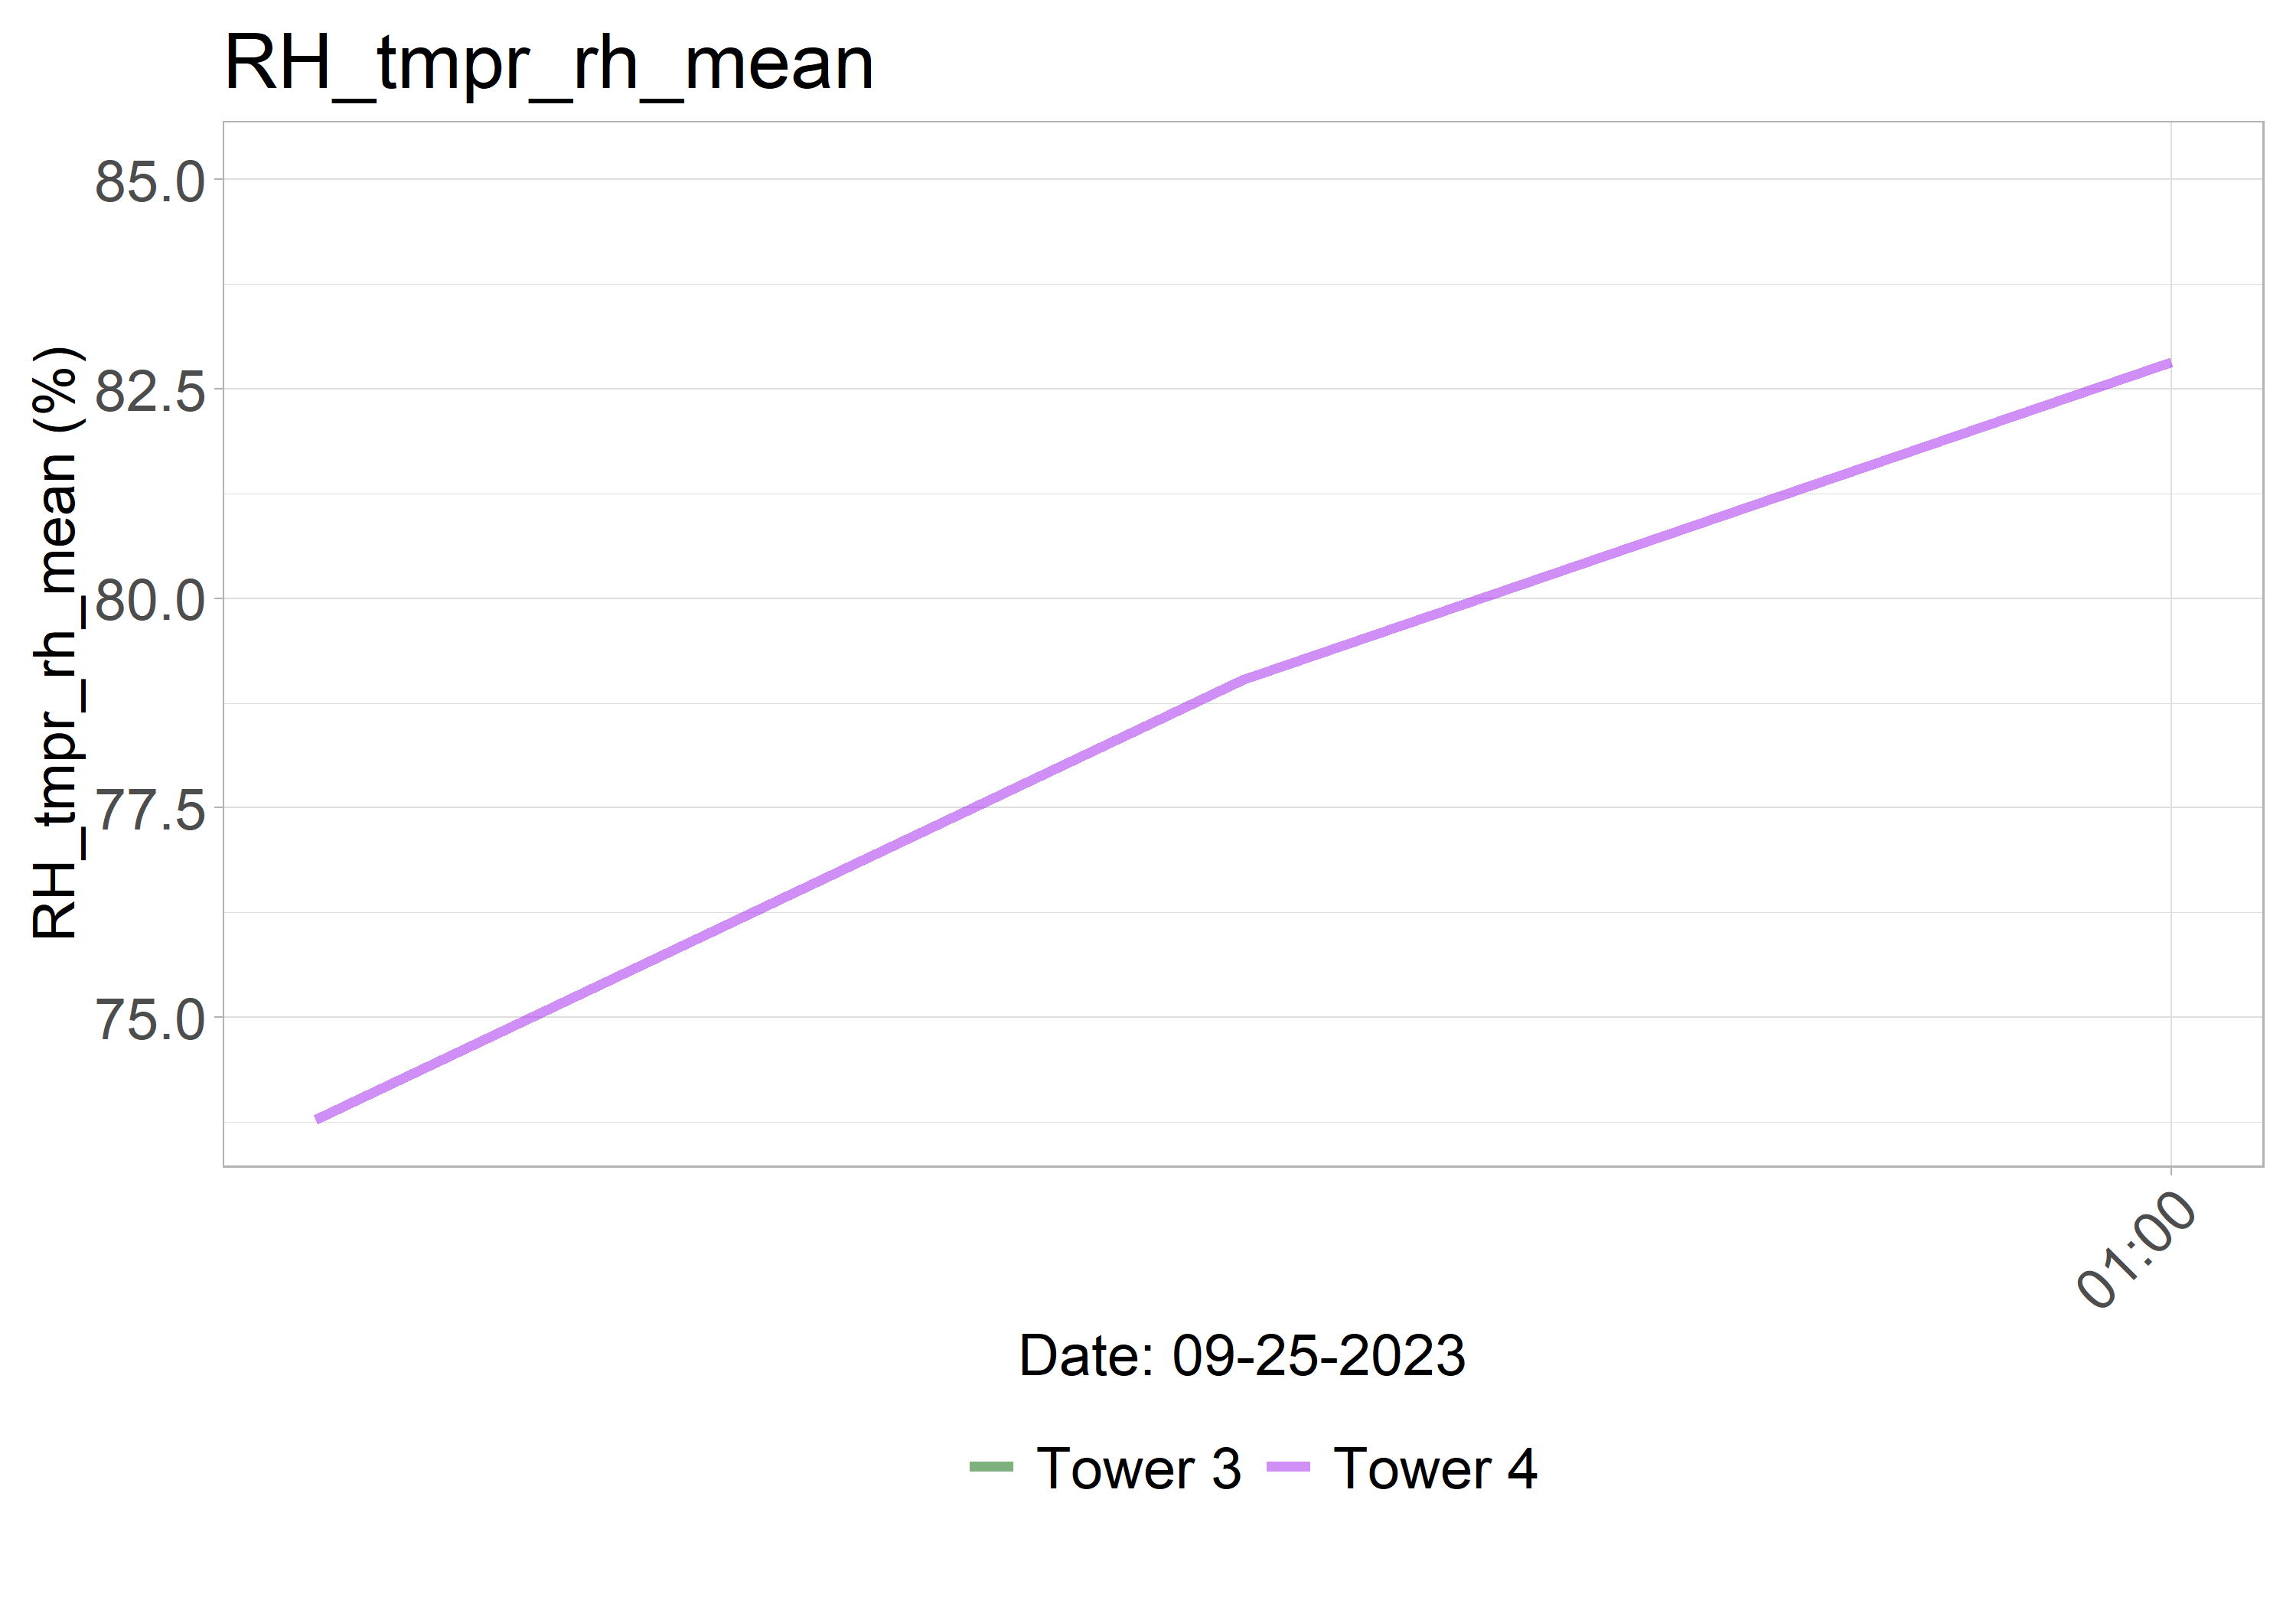 RH_tmpr_rh_mean
RH_tmpr_rh_mean (%)
85.0
82.5
80.0
77.5
75.0
01:00
Date: 09-25-2023
Tower 3 Tower 4